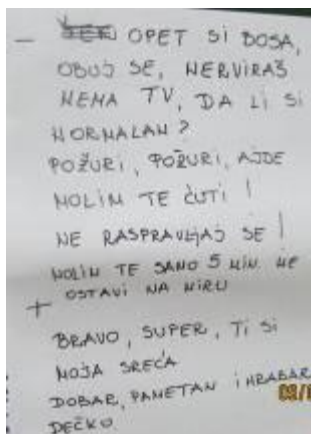 - OPET SI BOSA,
OBUJ SE, NERVIRAŠ
NEMA TV, DA LI SI
NORMALAN?
POŽURI, POŽURI, AJDE
MOLIM TE ĆUTI!
NE RASPRAVLJAJ SE!
MOLIM TE SAMO 5 MIN. ME
+ OSTAVI NA MIRU
BRAVO, SUPER, TI SI
MOJA SREĆA
DOBAR, PAMETAN I HRABAR
DEČKO